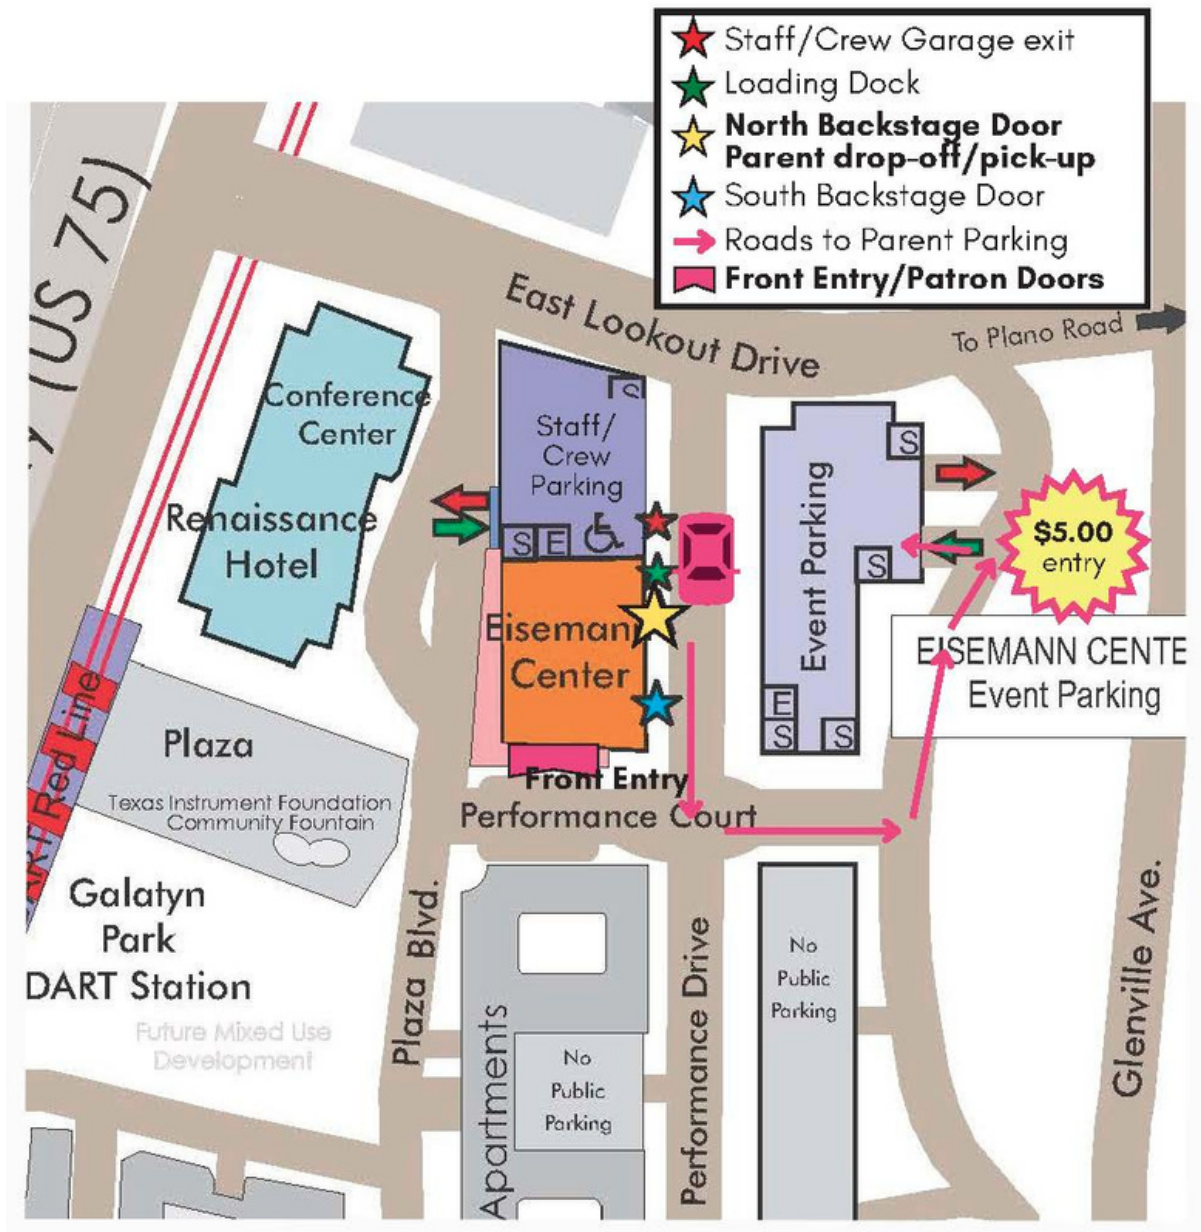 Staff/Crew Garage exit
Loading Dock
North Backstage Door
Parent drop-off/pick-up
South Backstage Door
Roads to Parent Parking
Front Entry/Patron Doors
(US 75)
East Lookout Drive
To Plano Road
Conference
Center
Renaissance
Hotel
S
Staff/
Crew
Parking
S E
Eisemann
Center
Front Entry
Performance Court
S
Event Parking
S
E
S
S
$5.00
entry
EISEMANN CENTE
Event Parking
Red Line
Plaza
Texas Instrument Foundation
Community Fountain
Galatyn
Park
DART Station
Future Mixed Use
Development
Plaza Blvd.
Apartments
No
Public
Parking
Performance Drive
No
Public
Parking
Glenville Ave.